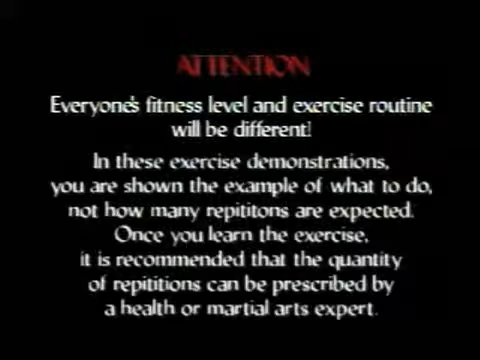 ATTENTION
Everyone's fitness level and exercise routine
will be different!
In these exercise demonstrations,
you are shown the example of what to do,
not how many repititons are expected.
Once you learn the exercise,
it is recommended that the quantity
of repititions can be prescribed by
a health or martial arts expert.